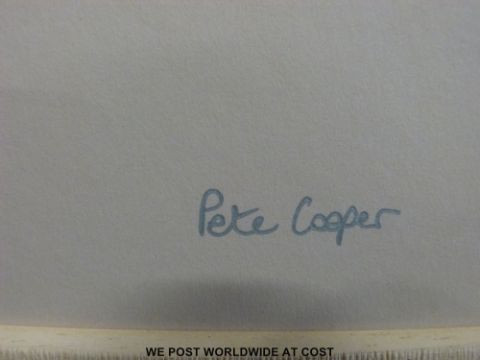 Pete Cooper
WE POST WORLDWIDE AT COST